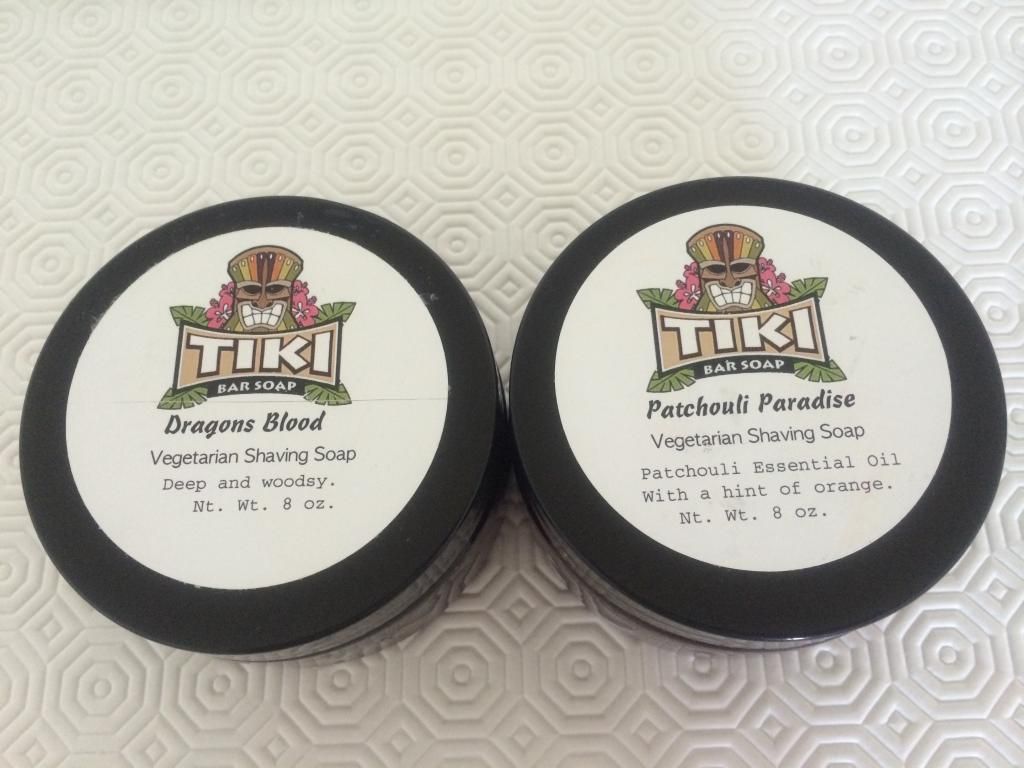 TIKI
BAR SOAP
Dragons Blood
Vegetarian Shaving Soap
Deep and woodsy.
Nt. Wt. 8 oz.
TIKI
BAR SOAP
Patchouli Paradise
Vegetarian Shaving Soap
Patchouli Essential Oil
With a hint of orange.
Nt. Wt. 8 oz.